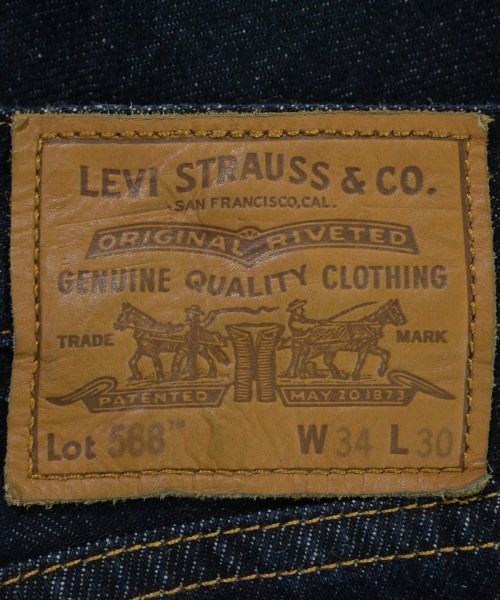 LEVI STRAUSS & CO.
SAN FRANCISCO, CAL.
ORIGINAL RIVETED
GENUINE QUALITY CLOTHING
TRADE MARK
PATENTED MAY 20 1873
Lot 568™ W 34 L 30